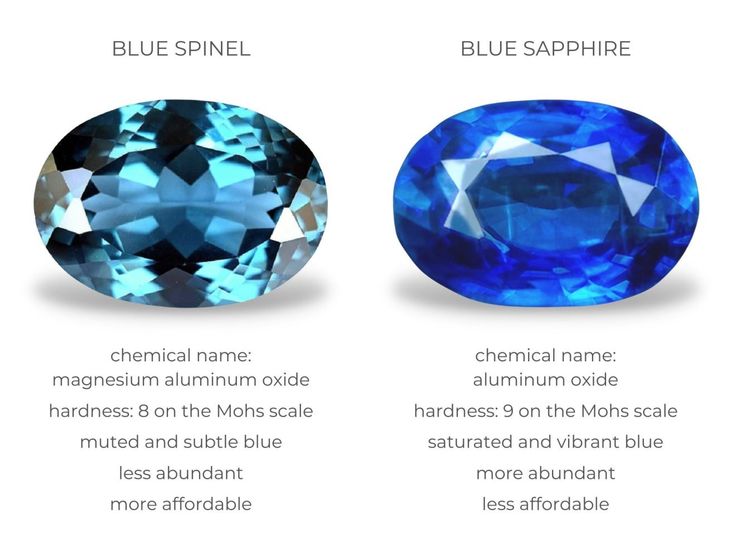 BLUE SPINEL
chemical name:
magnesium aluminum oxide
hardness: 8 on the Mohs scale
muted and subtle blue
less abundant
more affordable
BLUE SAPPHIRE
chemical name:
aluminum oxide
hardness: 9 on the Mohs scale
saturated and vibrant blue
more abundant
less affordable